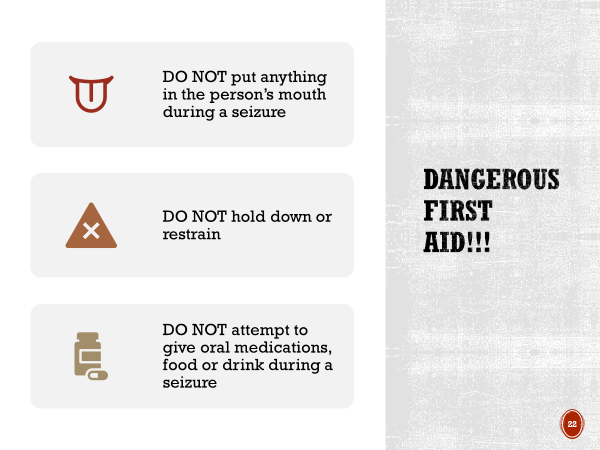 DO NOT put anything
in the person’s mouth
during a seizure
DO NOT hold down or
restrain
DO NOT attempt to
give oral medications,
food or drink during a
seizure
DANGEROUS
FIRST
AID!!!
22